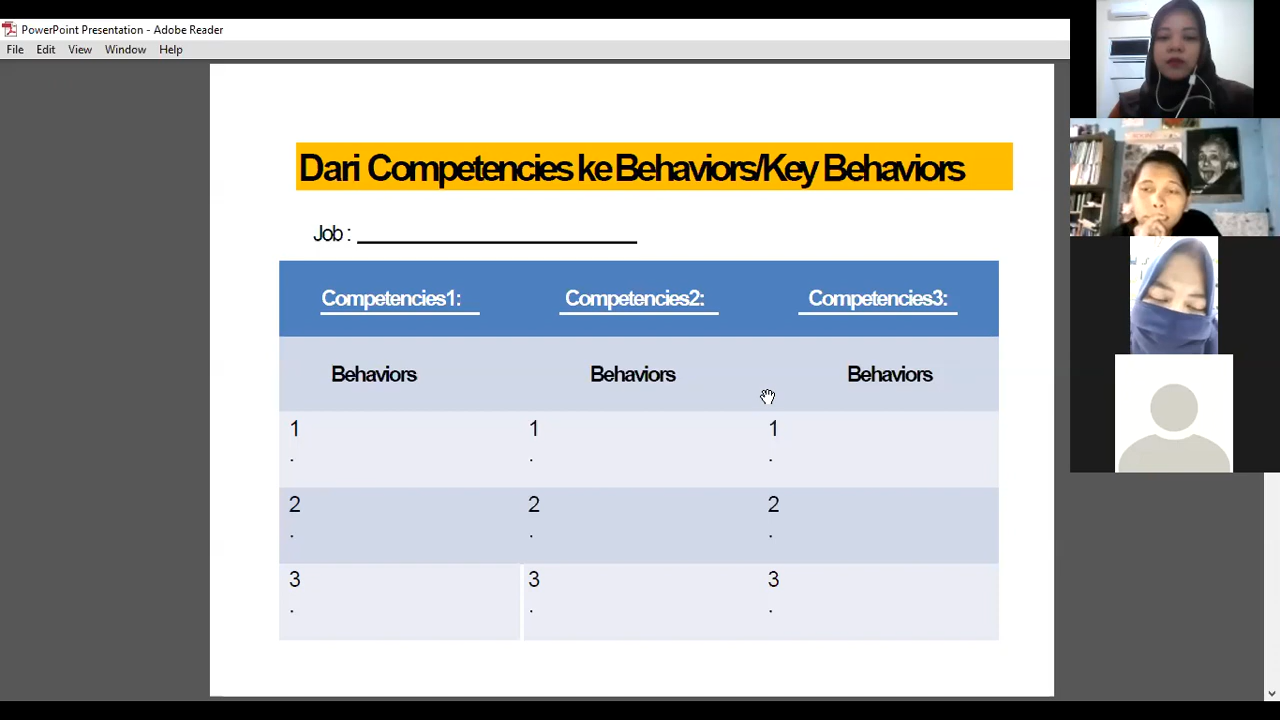 PowerPoint Presentation - Adobe Reader
File Edit View Window Help
Dari Competencies ke Behaviors/Key Behaviors
Job :
Competencies1: Competencies2: Competencies3:
Behaviors Behaviors Behaviors
1 1 1
. . .
2 2 2
. . .
3 3 3
. . .